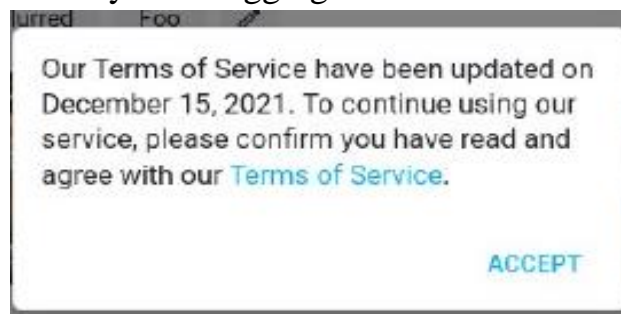 lurred Foo
Our Terms of Service have been updated on
December 15, 2021. To continue using our
service, please confirm you have read and
agree with our Terms of Service.
ACCEPT